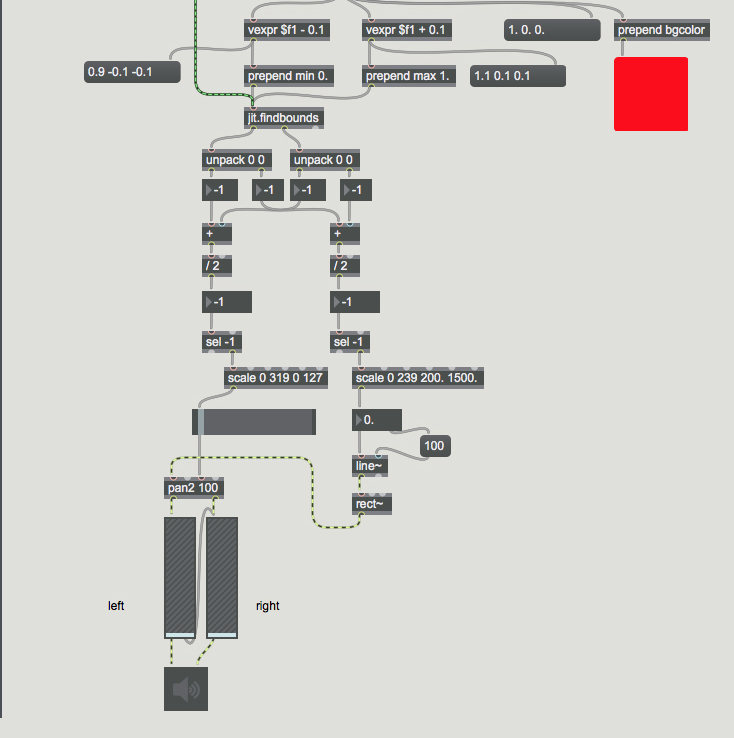 vexpr $f1 - 0.1
vexpr $f1 + 0.1
1. 0. 0.
prepend bgcolor
0.9 -0.1 -0.1
prepend min 0.
prepend max 1.
1.1 0.1 0.1
jit.findbounds
unpack 0 0
unpack 0 0
-1
-1
-1
-1
+
+
/ 2
/ 2
-1
-1
sel -1
sel -1
scale 0 319 0 127
scale 0 239 200. 1500.
0.
100
line~
pan2 100
rect~
left
right